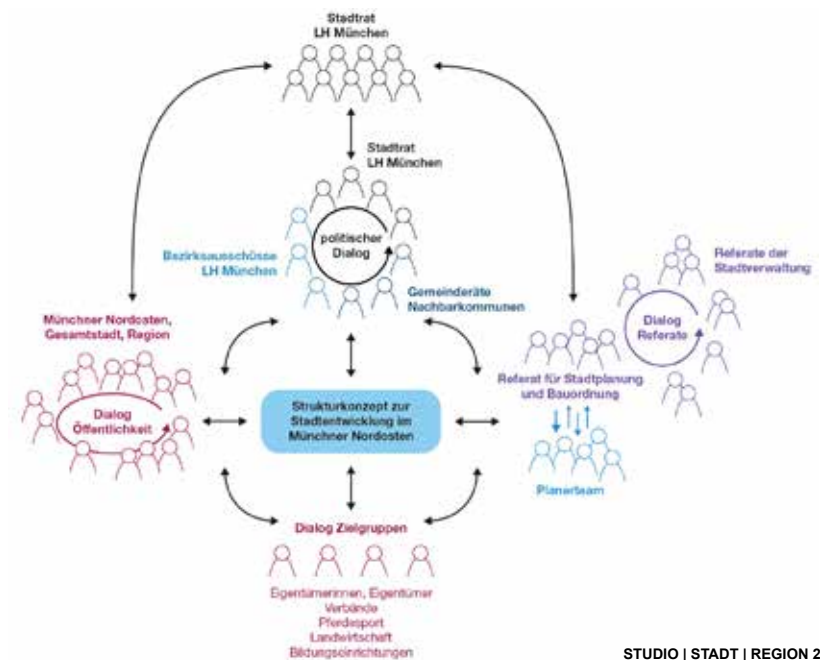 Stadtrat
LH München
Stadtrat
LH München
politischer
Dialog
Bezirksausschüsse
LH München
Gemeinderäte
Nachbarkommunen
Referate der
Stadtverwaltung
Dialog
Referate
Münchner Nordosten,
Gesamtstadt, Region
Dialog
Öffentlichkeit
Referat für Stadtplanung
und Bauordnung
Strukturkonzept zur
Stadtentwicklung im
Münchner Nordosten
Planerteam
Dialog Zielgruppen
Eigentümerinnen, Eigentümer
Verbände
Pferdesport
Landwirtschaft
Bildungseinrichtungen
STUDIO | STADT | REGION 2